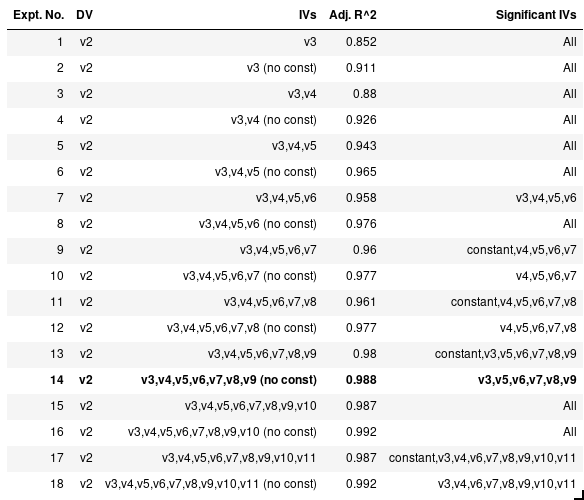 Expt. No. DV IVs Adj. R^2 Significant IVs
1 v2 v3 0.852 All
2 v2 v3 (no const) 0.911 All
3 v2 v3,v4 0.88 All
4 v2 v3,v4 (no const) 0.926 All
5 v2 v3,v4,v5 0.943 All
6 v2 v3,v4,v5 (no const) 0.965 All
7 v2 v3,v4,v5,v6 0.958 v3,v4,v5,v6
8 v2 v3,v4,v5,v6 (no const) 0.976 All
9 v2 v3,v4,v5,v6,v7 0.96 constant,v4,v5,v6,v7
10 v2 v3,v4,v5,v6,v7 (no const) 0.977 v4,v5,v6,v7
11 v2 v3,v4,v5,v6,v7,v8 0.961 constant,v4,v5,v6,v7,v8
12 v2 v3,v4,v5,v6,v7,v8 (no const) 0.977 v4,v5,v6,v7,v8
13 v2 v3,v4,v5,v6,v7,v8,v9 0.98 constant,v3,v5,v6,v7,v8,v9
14 v2 v3,v4,v5,v6,v7,v8,v9 (no const) 0.988 v3,v5,v6,v7,v8,v9
15 v2 v3,v4,v5,v6,v7,v8,v9,v10 0.987 All
16 v2 v3,v4,v5,v6,v7,v8,v9,v10 (no const) 0.992 All
17 v2 v3,v4,v5,v6,v7,v8,v9,v10,v11 0.987 constant,v3,v4,v6,v7,v8,v9,v10,v11
18 v2 v3,v4,v5,v6,v7,v8,v9,v10,v11 (no const) 0.992 v3,v4,v6,v7,v8,v9,v10,v11